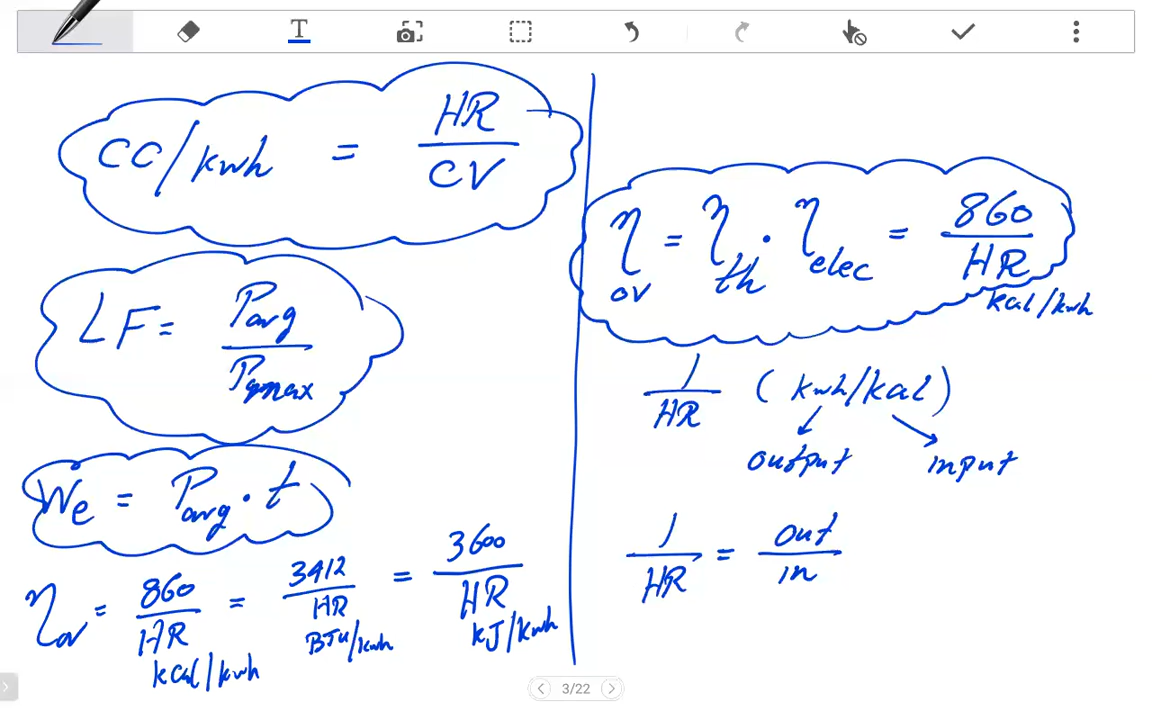 T
CC/kwh = HR / CV
LF = Pavg / Pmax
We = Pavg · t
ηov = 860 / HR = 3412 / HR = 3600 / HR
kCal/kwh BTu/kwh kJ/kwh
ηov = ηth · ηelec = 860 / HR
kcal/kwh
1 / HR (kwh/kcal)
output input
1 / HR = out / in
3/22